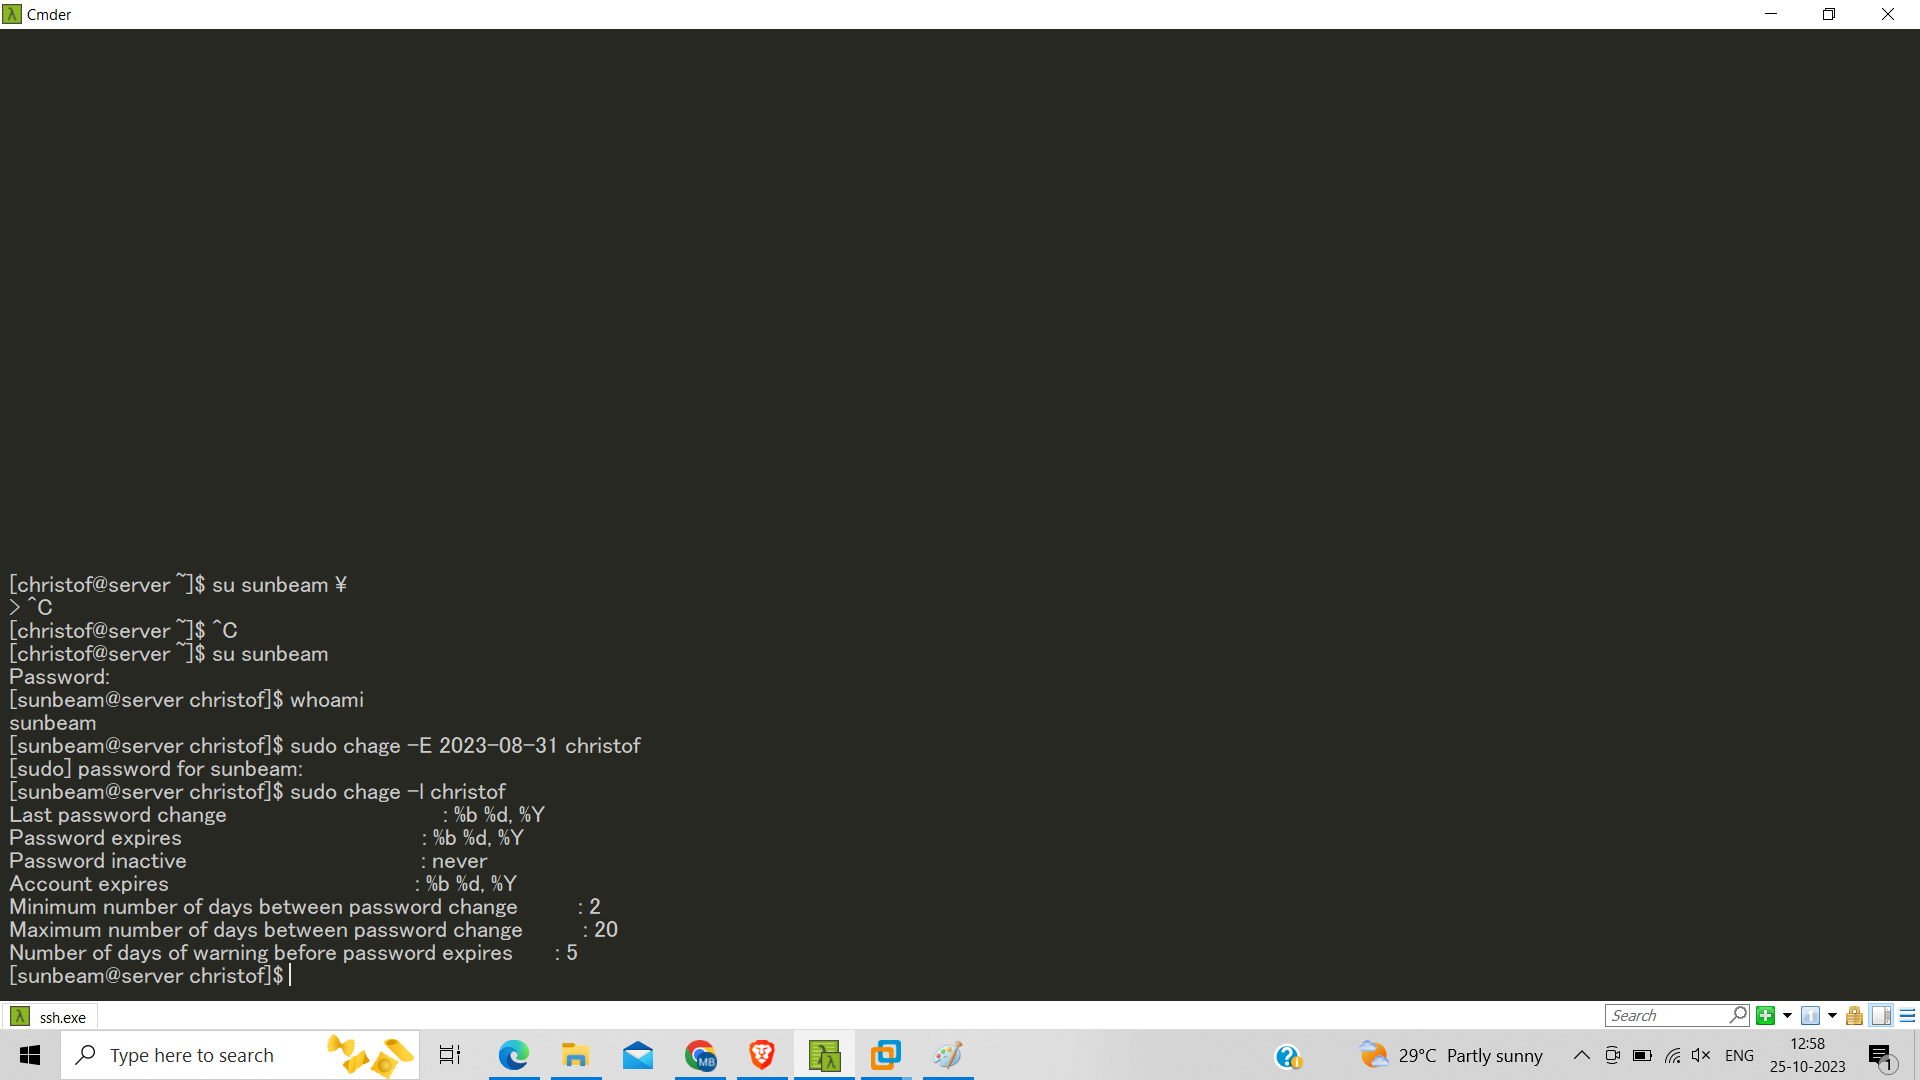 Cmder
[christof@server ~]$ su sunbeam ¥
> ^C
[christof@server ~]$ ^C
[christof@server ~]$ su sunbeam
Password:
[sunbeam@server christof]$ whoami
sunbeam
[sunbeam@server christof]$ sudo chage -E 2023-08-31 christof
[sudo] password for sunbeam:
[sunbeam@server christof]$ sudo chage -l christof
Last password change : %b %d, %Y
Password expires : %b %d, %Y
Password inactive : never
Account expires : %b %d, %Y
Minimum number of days between password change : 2
Maximum number of days between password change : 20
Number of days of warning before password expires : 5
[sunbeam@server christof]$
ssh.exe
Search
Type here to search
MB
29°C Partly sunny
ENG
12:58
25-10-2023
1